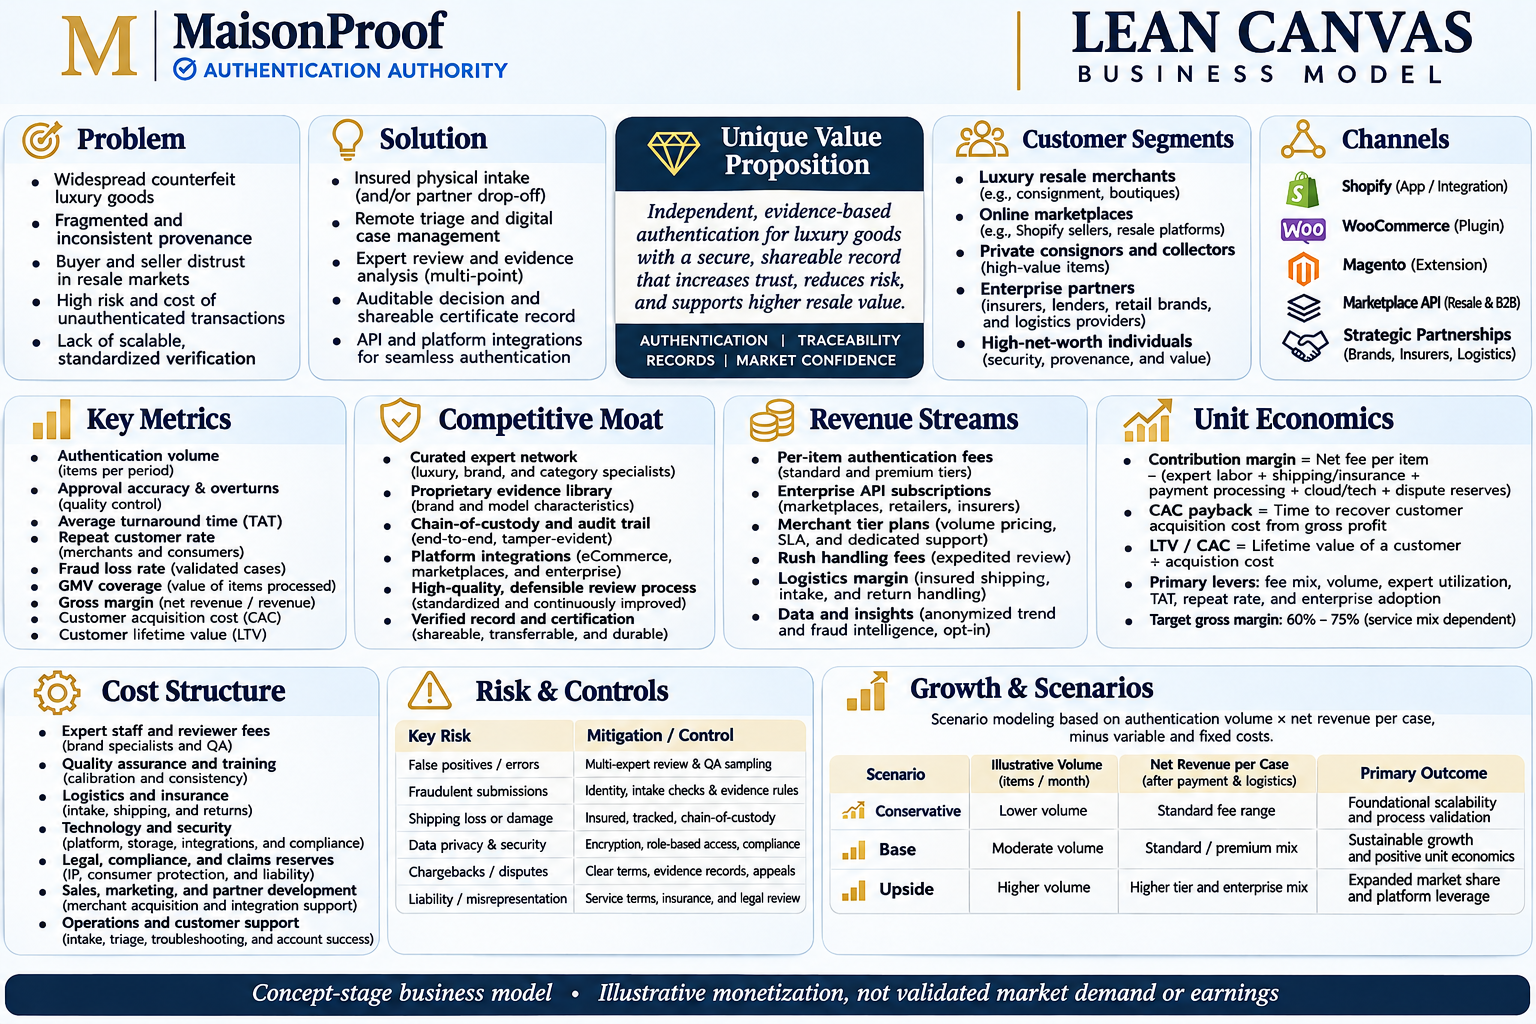 M
MaisonProof
AUTHENTICATION AUTHORITY
LEAN CANVAS
BUSINESS MODEL
Problem
• Widespread counterfeit
luxury goods
• Fragmented and
inconsistent provenance
• Buyer and seller distrust
in resale markets
• High risk and cost of
unauthenticated transactions
• Lack of scalable,
standardized verification
Solution
• Insured physical intake
(and/or partner drop-off)
• Remote triage and digital
case management
• Expert review and evidence
analysis (multi-point)
• Auditable decision and
shareable certificate record
• API and platform integrations
for seamless authentication
Unique Value
Proposition
Independent, evidence-based
authentication for luxury goods
with a secure, shareable record
that increases trust, reduces risk,
and supports higher resale value.
AUTHENTICATION | TRACEABILITY
RECORDS | MARKET CONFIDENCE
Customer Segments
• Luxury resale merchants
(e.g., consignment, boutiques)
• Online marketplaces
(e.g., Shopify sellers, resale platforms)
• Private consignors and collectors
(high-value items)
• Enterprise partners
(insurers, lenders, retail brands,
and logistics providers)
• High-net-worth individuals
(security, provenance, and value)
Channels
S
Shopify (App / Integration)
Woo
WooCommerce (Plugin)
Magento (Extension)
Marketplace API (Resale & B2B)
Strategic Partnerships
(Brands, Insurers, Logistics)
Key Metrics
• Authentication volume
(items per period)
• Approval accuracy & overturns
(quality control)
• Average turnaround time (TAT)
• Repeat customer rate
(merchants and consumers)
• Fraud loss rate (validated cases)
• GMV coverage (value of items processed)
• Gross margin (net revenue / revenue)
• Customer acquisition cost (CAC)
• Customer lifetime value (LTV)
Competitive Moat
• Curated expert network
(luxury, brand, and category specialists)
• Proprietary evidence library
(brand and model characteristics)
• Chain-of-custody and audit trail
(end-to-end, tamper-evident)
• Platform integrations (eCommerce,
marketplaces, and enterprise)
• High-quality, defensible review process
(standardized and continuously improved)
• Verified record and certification
(shareable, transferrable, and durable)
Revenue Streams
• Per-item authentication fees
(standard and premium tiers)
• Enterprise API subscriptions
(marketplaces, retailers, insurers)
• Merchant tier plans (volume pricing,
SLA, and dedicated support)
• Rush handling fees (expedited review)
• Logistics margin (insured shipping,
intake, and return handling)
• Data and insights (anonymized trend
and fraud intelligence, opt-in)
Unit Economics
• Contribution margin = Net fee per item
– (expert labor + shipping/insurance +
payment processing + cloud/tech + dispute reserves)
• CAC payback = Time to recover customer
acquisition cost from gross profit
• LTV / CAC = Lifetime value of a customer
÷ acquisition cost
• Primary levers: fee mix, volume, expert utilization,
TAT, repeat rate, and enterprise adoption
• Target gross margin: 60% – 75% (service mix dependent)
Cost Structure
• Expert staff and reviewer fees
(brand specialists and QA)
• Quality assurance and training
(calibration and consistency)
• Logistics and insurance
(intake, shipping, and returns)
• Technology and security
(platform, storage, integrations, and compliance)
• Legal, compliance, and claims reserves
(IP, consumer protection, and liability)
• Sales, marketing, and partner development
(merchant acquisition and integration support)
• Operations and customer support
(intake, triage, troubleshooting, and account success)
Risk & Controls
Key Risk Mitigation / Control
False positives / errors Multi-expert review & QA sampling
Fraudulent submissions Identity, intake checks & evidence rules
Shipping loss or damage Insured, tracked, chain-of-custody
Data privacy & security Encryption, role-based access, compliance
Chargebacks / disputes Clear terms, evidence records, appeals
Liability / misrepresentation Service terms, insurance, and legal review
Growth & Scenarios
Scenario modeling based on authentication volume × net revenue per case,
minus variable and fixed costs.
Scenario
Illustrative Volume
(items / month)
Net Revenue per Case
(after payment & logistics)
Primary Outcome
Conservative Lower volume Standard fee range
Foundational scalability
and process validation
Base Moderate volume Standard / premium mix
Sustainable growth
and positive unit economics
Upside Higher volume Higher tier and enterprise mix
Expanded market share
and platform leverage
Concept-stage business model • Illustrative monetization, not validated market demand or earnings